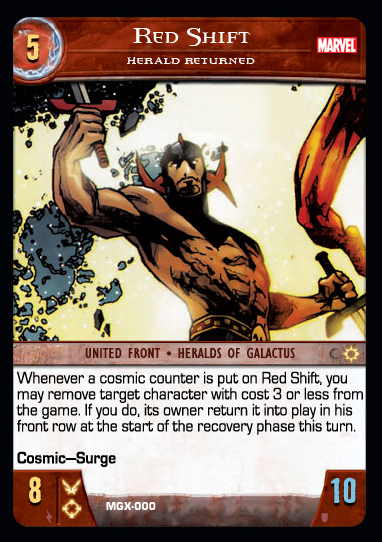 5
RED SHIFT
HERALD RETURNED
MARVEL
UNITED FRONT • HERALDS OF GALACTUS
C
Whenever a cosmic counter is put on Red Shift, you
may remove target character with cost 3 or less from
the game. If you do, its owner return it into play in his
front row at the start of the recovery phase this turn.
Cosmic—Surge
8
MGX-000
10